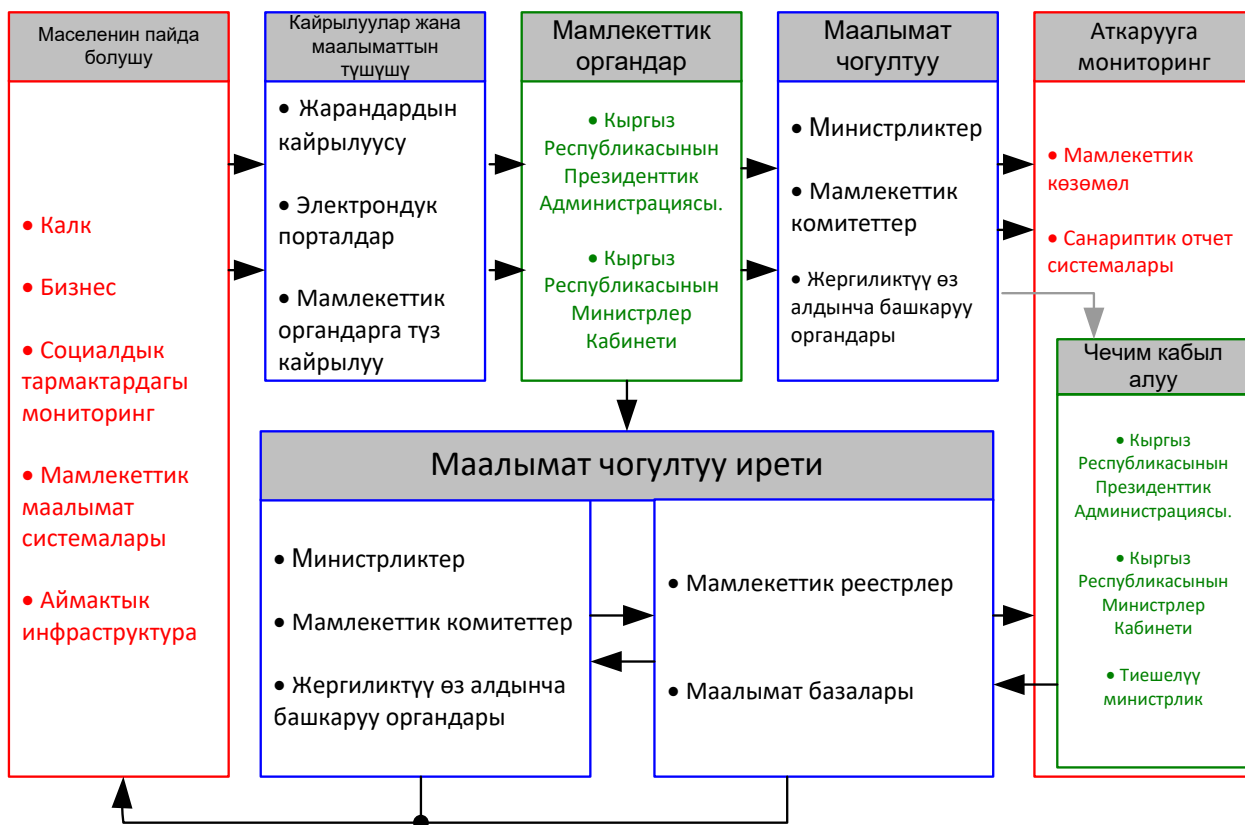 Маселенин пайда
болушу
• Калк
• Бизнес
• Социалдык
тармактардагы
мониторинг
• Мамлекеттик
маалымат
системалары
• Аймактык
инфраструктура
Кайрылуулар жана
маалыматтын
түшүшү
• Жарандардын
кайрылуусу
• Электрондук
порталдар
• Мамлекеттик
органдарга түз
кайрылуу
Мамлекеттик
органдар
• Кыргыз
Республикасынын
Президенттик
Администрациясы.
• Кыргыз
Республикасынын
Министрлер
Кабинети
Маалымат
чогултуу
• Министрликтер
• Мамлекеттик
комитеттер
• Жергиликтүү өз
алдынча башкаруу
органдары
Аткарууга
мониторинг
• Мамлекеттик
көзөмөл
• Санариптик отчет
системалары
Чечим кабыл
алуу
• Кыргыз
Республикасынын
Президенттик
Администрациясы.
• Кыргыз
Республикасынын
Министрлер
Кабинети
• Тиешелүү
министрлик
Маалымат чогултуу ирети
• Министрликтер
• Мамлекеттик комитеттер
• Жергиликтүү өз алдынча
башкаруу органдары
• Мамлекеттик реестрлер
• Маалымат базалары